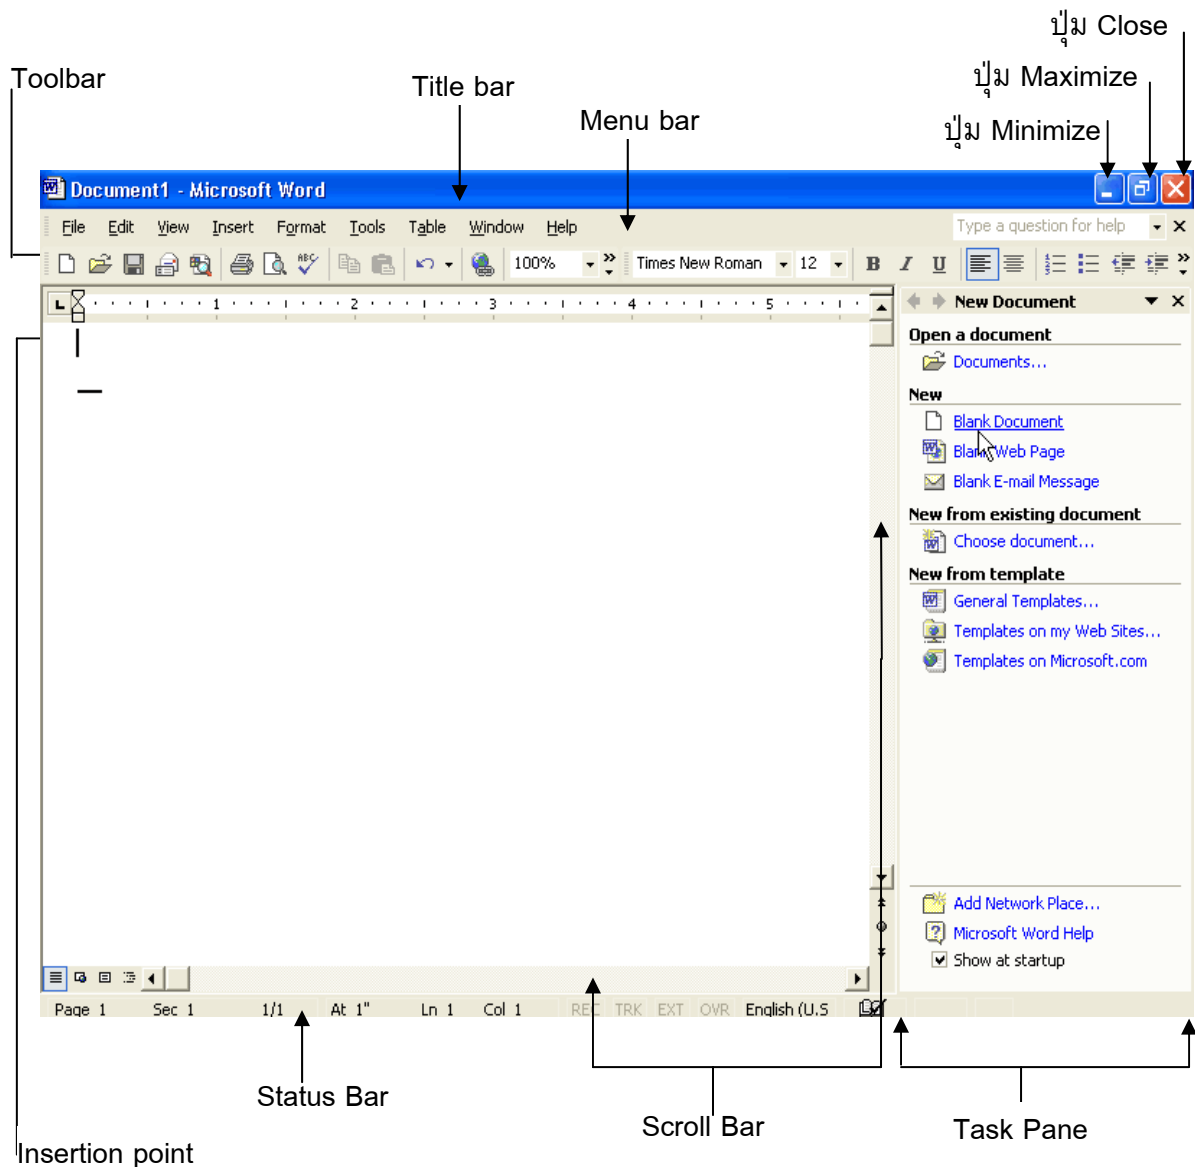 ปุ่ม Close
Toolbar
Title bar
ปุ่ม Maximize
Menu bar
ปุ่ม Minimize
Document1 - Microsoft Word
File Edit View Insert Format Tools Table Window Help Type a question for help
100% Times New Roman 12 B I U
1 2 3 4 5
New Document
Open a document
Documents...
New
Blank Document
Blank Web Page
Blank E-mail Message
New from existing document
Choose document...
New from template
General Templates...
Templates on my Web Sites...
Templates on Microsoft.com
Add Network Place...
Microsoft Word Help
Show at startup
Page 1 Sec 1 1/1 At 1" Ln 1 Col 1 REC TRK EXT OVR English (U.S
Status Bar
Scroll Bar
Task Pane
Insertion point